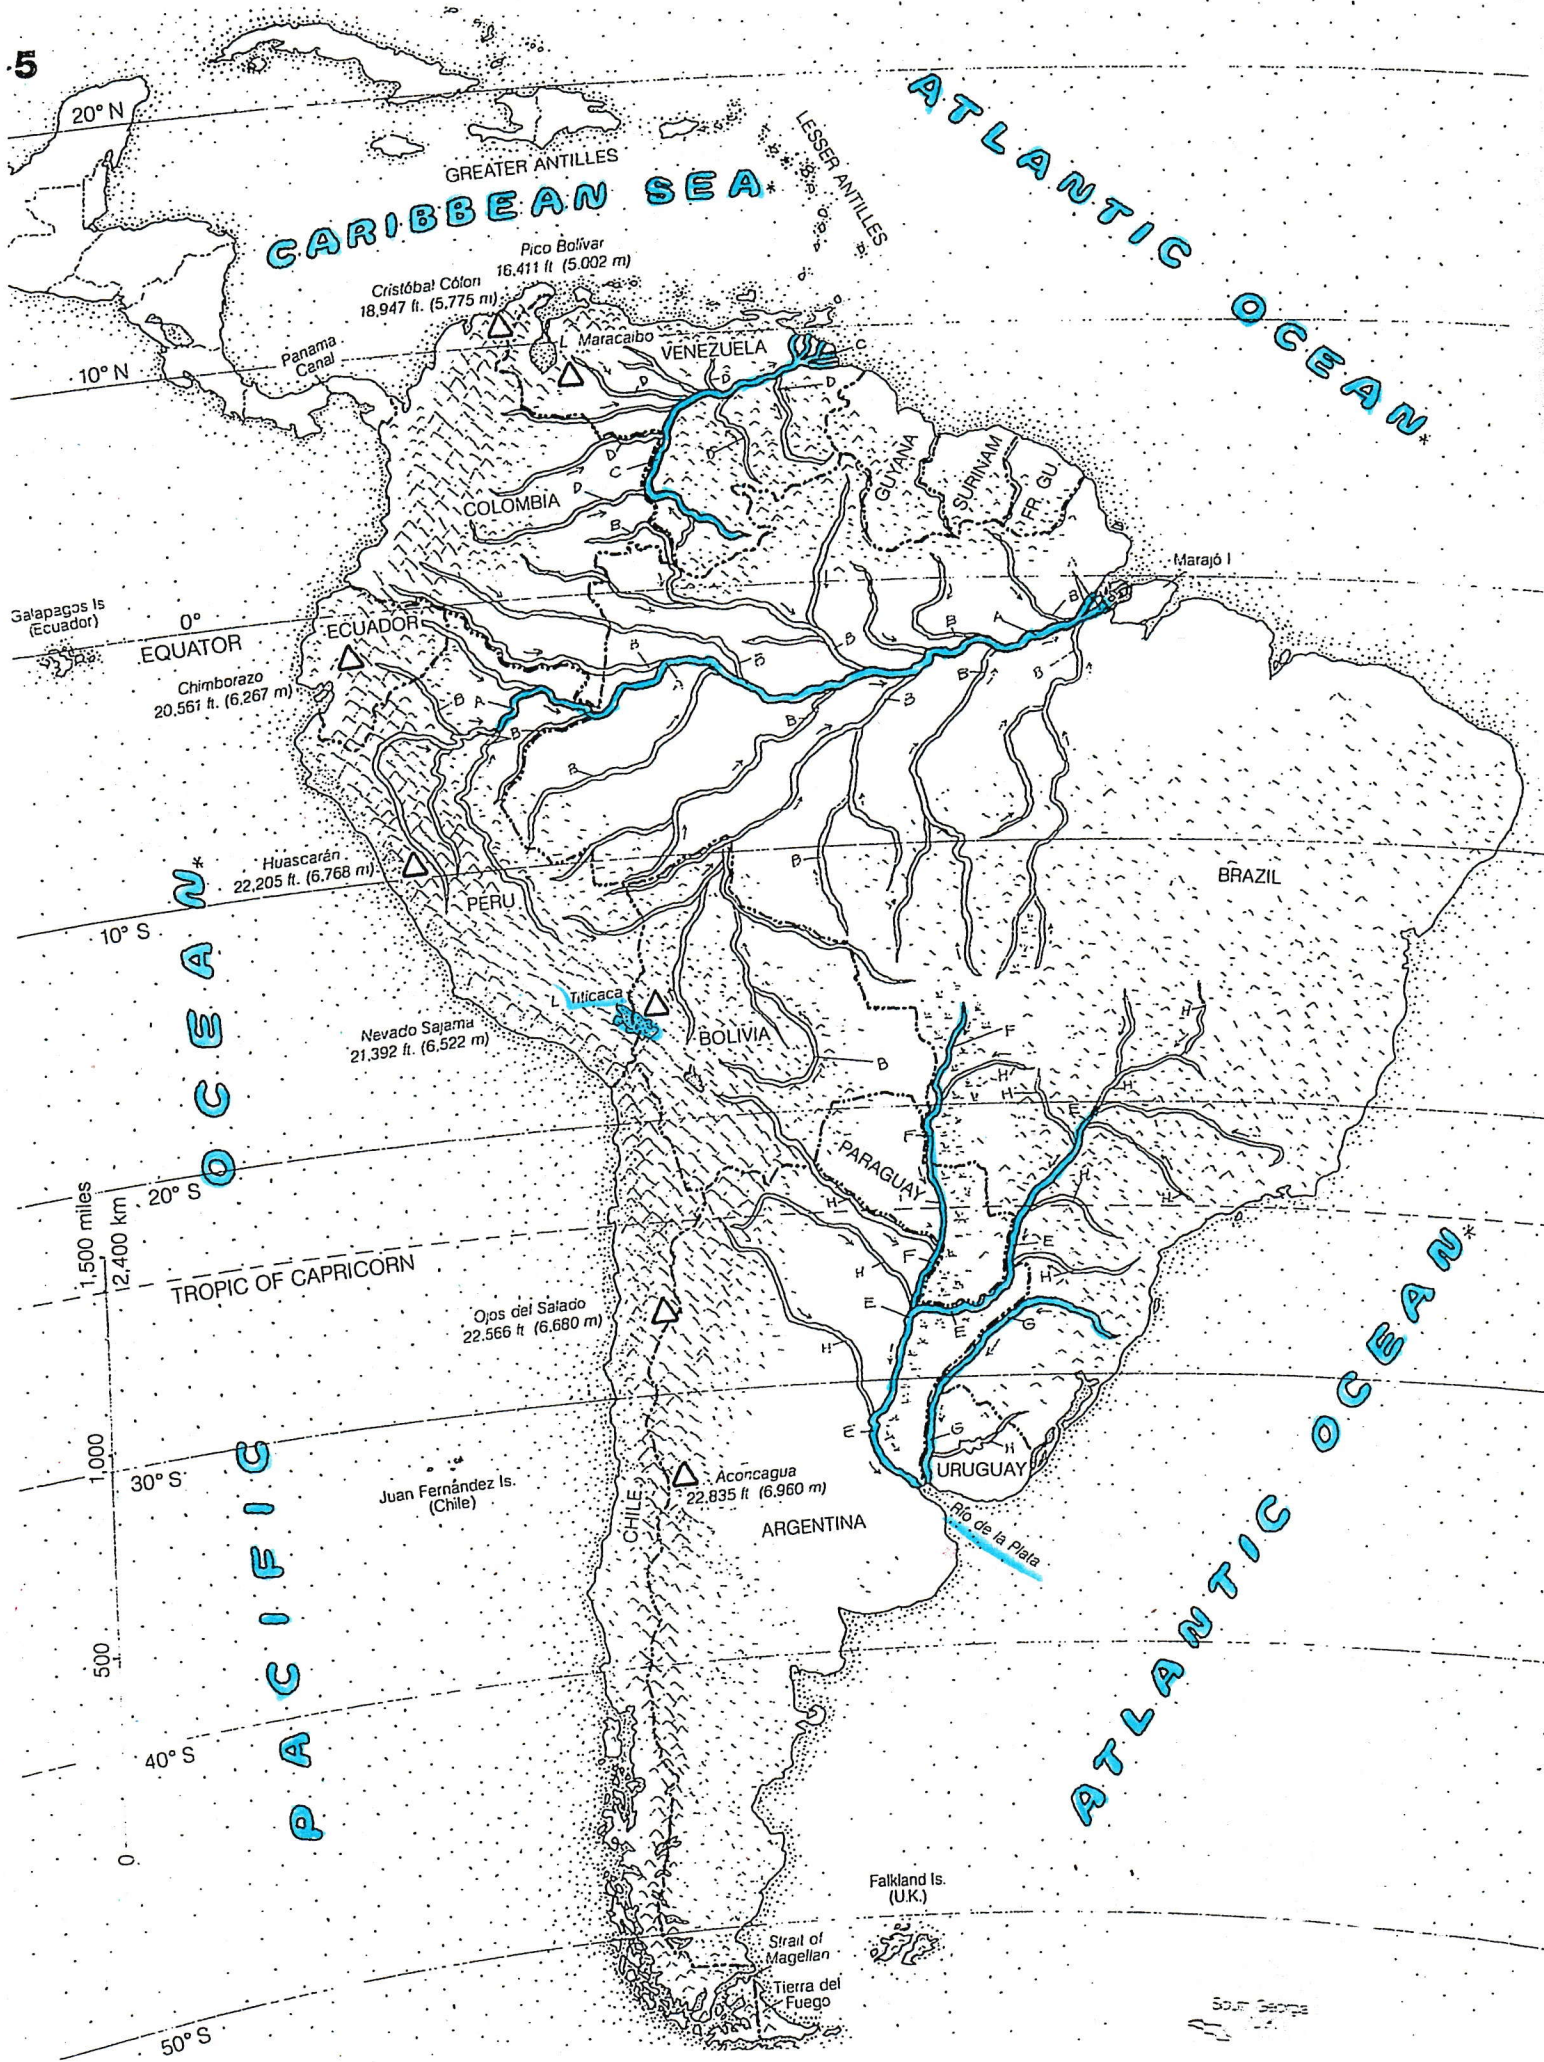 .5
20° N
ATLANTIC OCEAN*
LESSER ANTILLES
GREATER ANTILLES
CARIBBEAN SEA*
Pico Bolívar
16,411 ft (5.002 m)
Cristóbal Cólon
18,947 ft. (5,775 m)
L Maracaibo
VENEZUELA
C
Panama
Canal
10° N
D
D
D
D
D
C
D
COLOMBIA
B
GUYANA
SURINAM
FR GU
Marajó I
Galapagos Is
(Ecuador)
0°
EQUATOR
ECUADOR
B
A
B
B
B
B
B
B
B
Chimborazo
20,561 ft. (6,267 m)
B A
B
B
B
B
Huascarán
22,205 ft. (6.768 m)
PERU
B
BRAZIL
10° S
PACIFIC OCEAN*
L Titicaca
Nevado Sajama
21,392 ft. (6,522 m)
BOLIVIA
B
F
H
H
H
H
E
F
PARAGUAY
20° S
H
H
H
1,500 miles
12,400 km
TROPIC OF CAPRICORN
F
E
H
H
E
E
G
Ojos del Salado
22.566 ft (6.680 m)
H
E
G
H
URUGUAY
1,000
30° S
Juan Fernández Is.
(Chile)
CHILE
Aconcagua
22,835 ft (6.960 m)
ARGENTINA
Río de la Plata
ATLANTIC OCEAN*
500
40° S
0
Falkland Is.
(U.K.)
Strait of
Magellan
Tierra del
Fuego
South Georgia
50° S